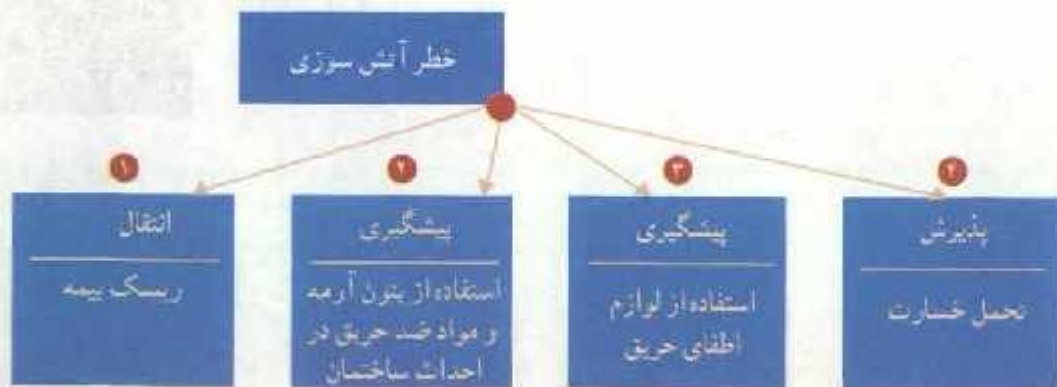 خطر آتش سوزی
۱
انتقال
ریسک بیمه
۲
پیشگیری
استفاده از بتون آرمه
و مواد ضد حریق در
احداث ساختمان
۳
پیشگیری
استفاده از لوازم
اطفای حریق
۴
پذیرش
تحمل خسارت